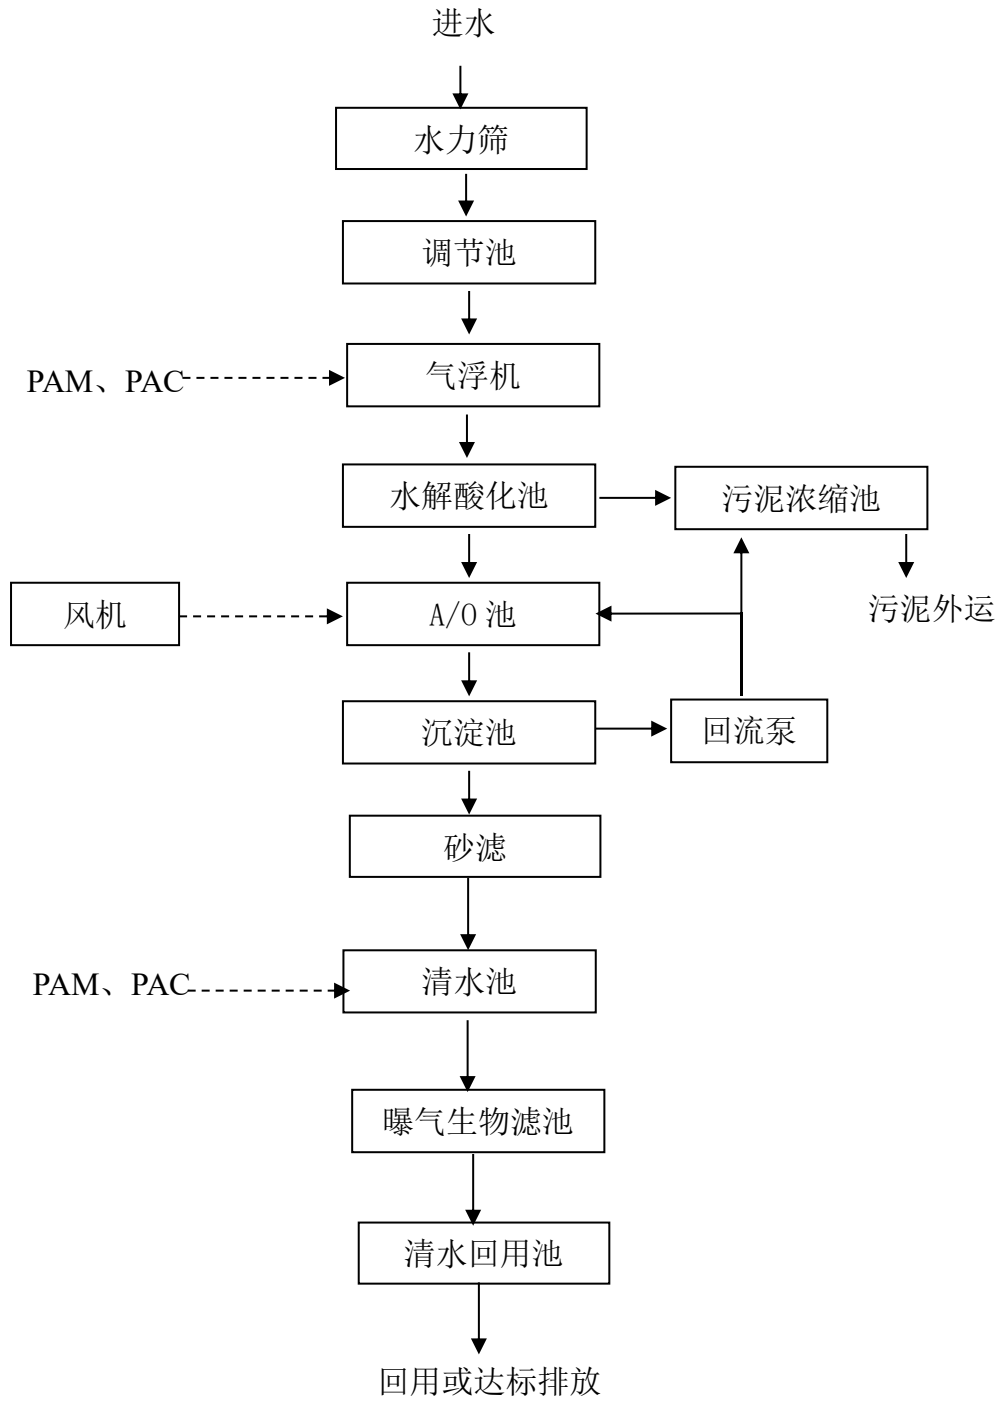 进水
水力筛
调节池
PAM、PAC
气浮机
水解酸化池
污泥浓缩池
风机
A/O 池
污泥外运
沉淀池
回流泵
砂滤
PAM、PAC
清水池
曝气生物滤池
清水回用池
回用或达标排放